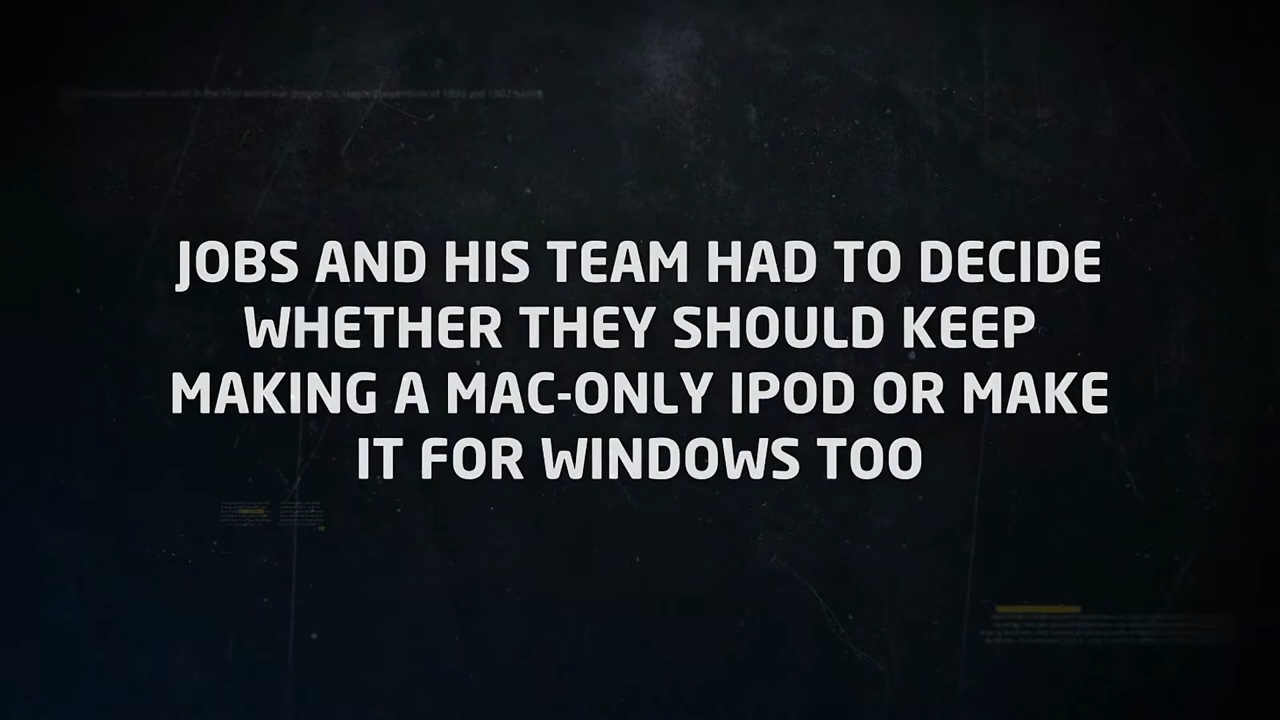 JOBS AND HIS TEAM HAD TO DECIDE
WHETHER THEY SHOULD KEEP
MAKING A MAC-ONLY IPOD OR MAKE
IT FOR WINDOWS TOO